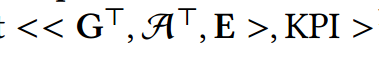 t << G⊤, 𝒜⊤, E >, KPI >